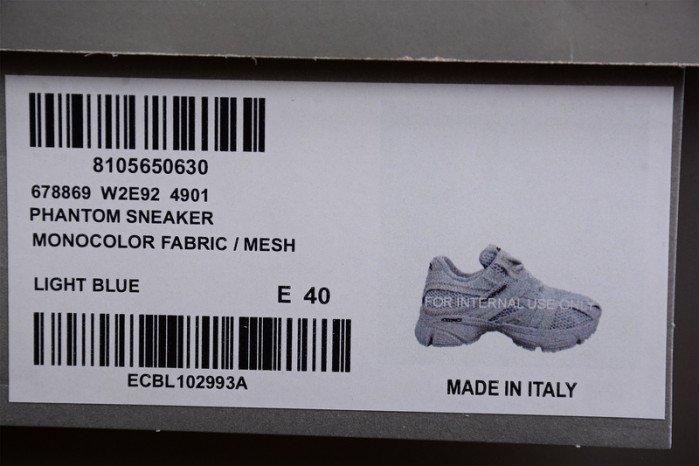 8105650630
678869 W2E92 4901
PHANTOM SNEAKER
MONOCOLOR FABRIC / MESH
LIGHT BLUE
E 40
ECBL102993A
FOR INTERNAL USE ONLY
MADE IN ITALY